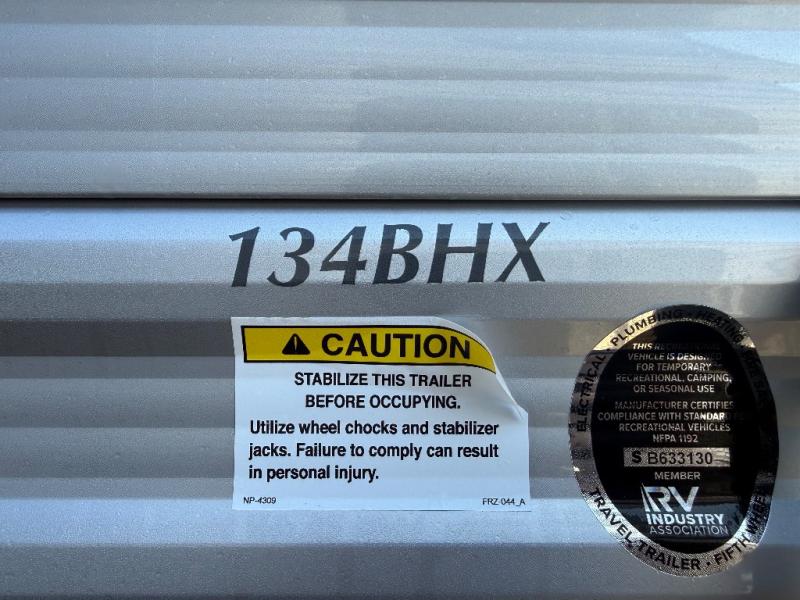 134BHX
CAUTION
STABILIZE THIS TRAILER
BEFORE OCCUPYING.
Utilize wheel chocks and stabilizer
jacks. Failure to comply can result
in personal injury.
NP-4309
FRZ-044_A
ELECTRICAL - PLUMBING - HEATING -
THIS RECREATIONAL
VEHICLE IS DESIGNED
FOR TEMPORARY
RECREATIONAL, CAMPING,
OR SEASONAL USE
MANUFACTURER CERTIFIES
COMPLIANCE WITH STANDARD
RECREATIONAL VEHICLES
NFPA 1192
S B633130
MEMBER
RV
INDUSTRY
ASSOCIATION
TRAVEL TRAILER - FIFTH WHEEL